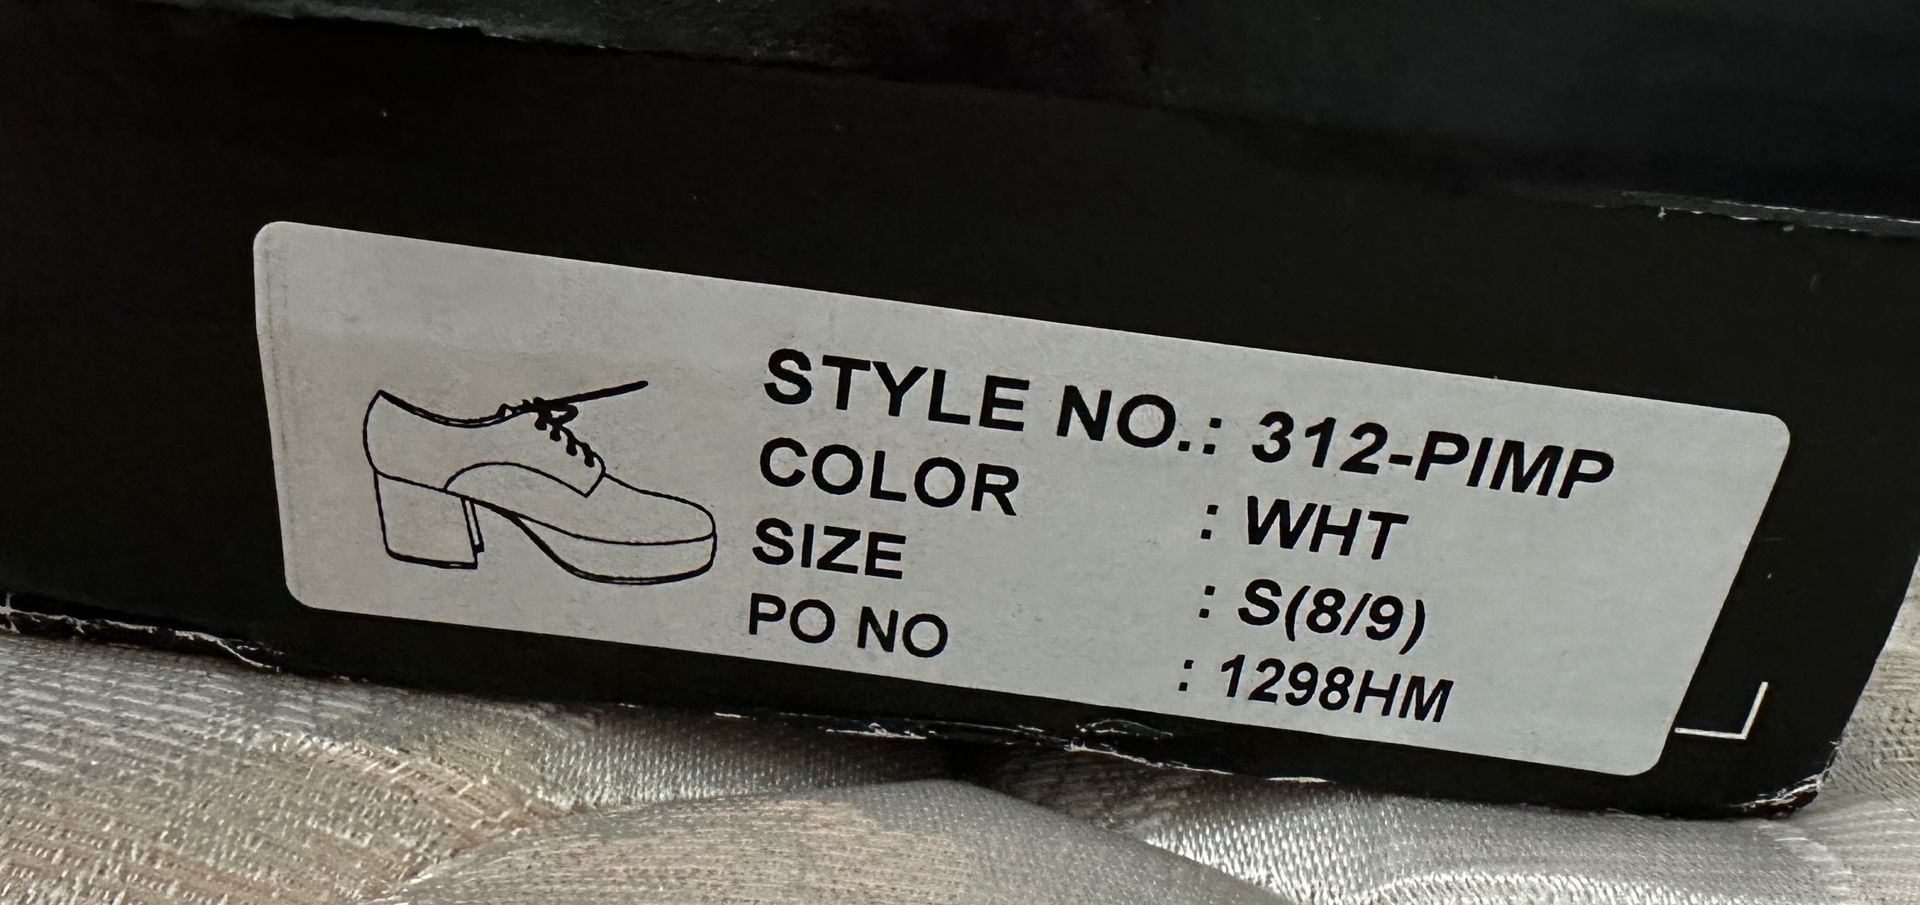 STYLE NO.: 312-PIMP
COLOR : WHT
SIZE : S(8/9)
PO NO : 1298HM